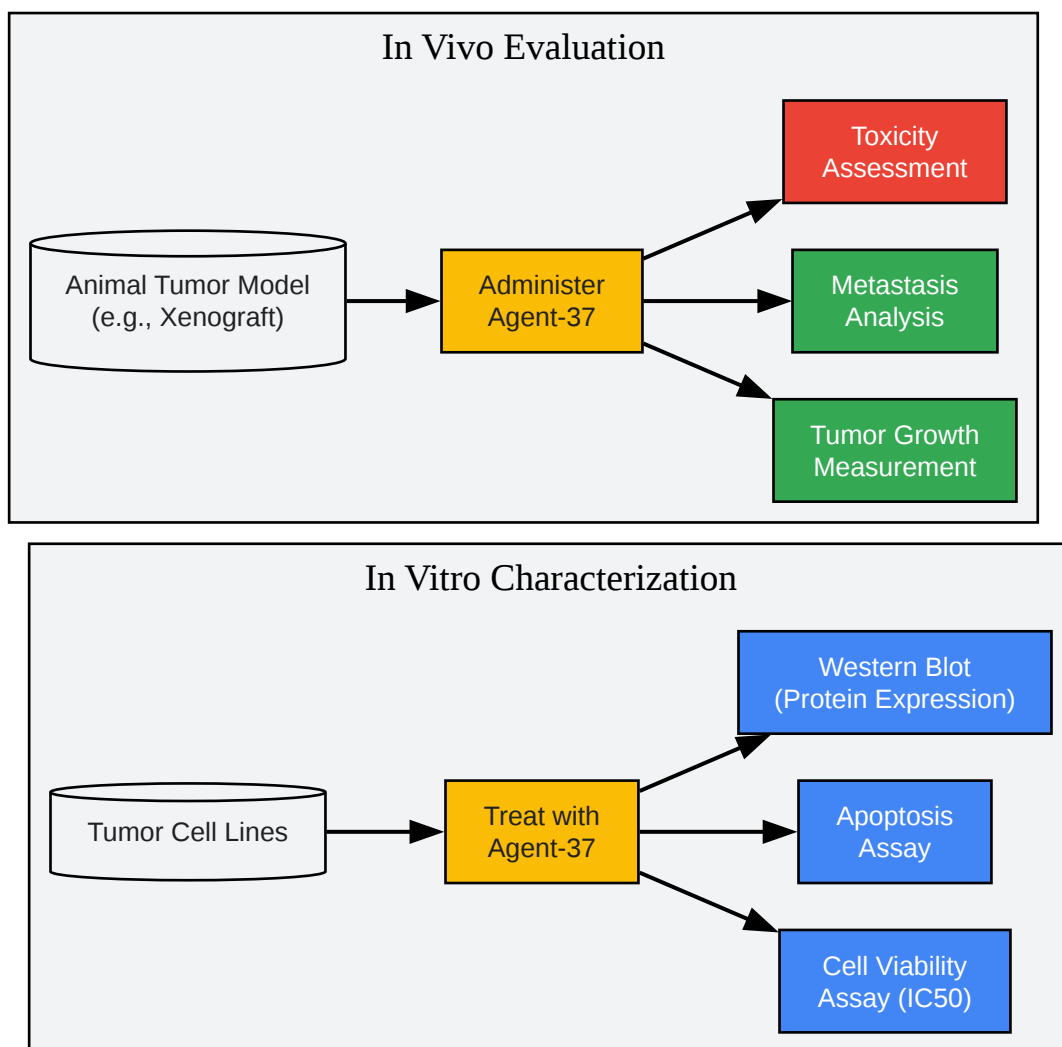 In Vivo Evaluation
Toxicity
Assessment
Animal Tumor Model
(e.g., Xenograft)
Administer
Agent-37
Metastasis
Analysis
Tumor Growth
Measurement
In Vitro Characterization
Western Blot
(Protein Expression)
Tumor Cell Lines
Treat with
Agent-37
Apoptosis
Assay
Cell Viability
Assay (IC50)